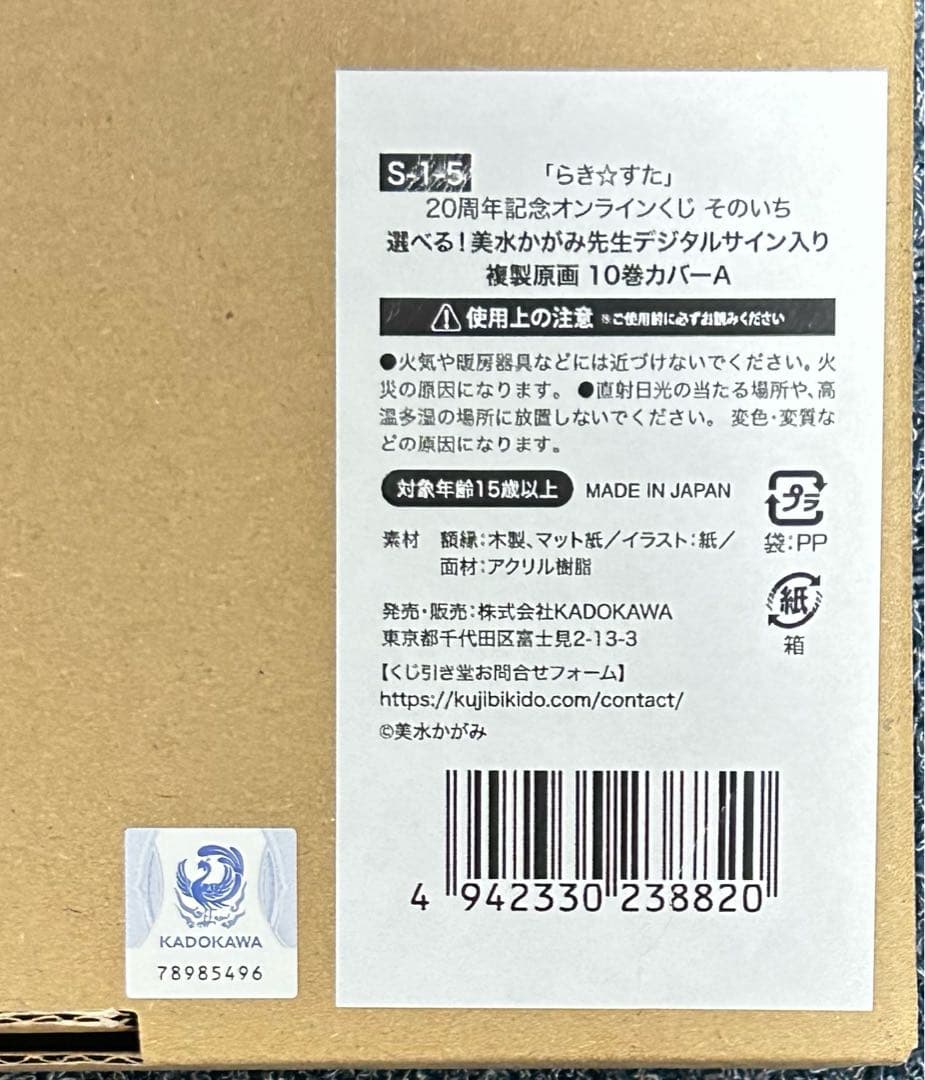 S-1-5 「らき☆すた」
20周年記念オンラインくじ そのいち
選べる!美水かがみ先生デジタルサイン入り
複製原画 10巻カバーA
使用上の注意 ※ご使用前に必ずお読みください
●火気や暖房器具などには近づけないでください。火
災の原因になります。 ●直射日光の当たる場所や、高
温多湿の場所に放置しないでください。 変色・変質な
どの原因になります。
対象年齢15歳以上 MADE IN JAPAN
プラ
袋:PP
素材 額縁:木製、マット紙/イラスト:紙/
面材:アクリル樹脂
紙
箱
発売・販売:株式会社KADOKAWA
東京都千代田区富士見2-13-3
【くじ引き堂お問合せフォーム】
https://kujibikido.com/contact/
©美水かがみ
4 942330 238820
KADOKAWA
78985496